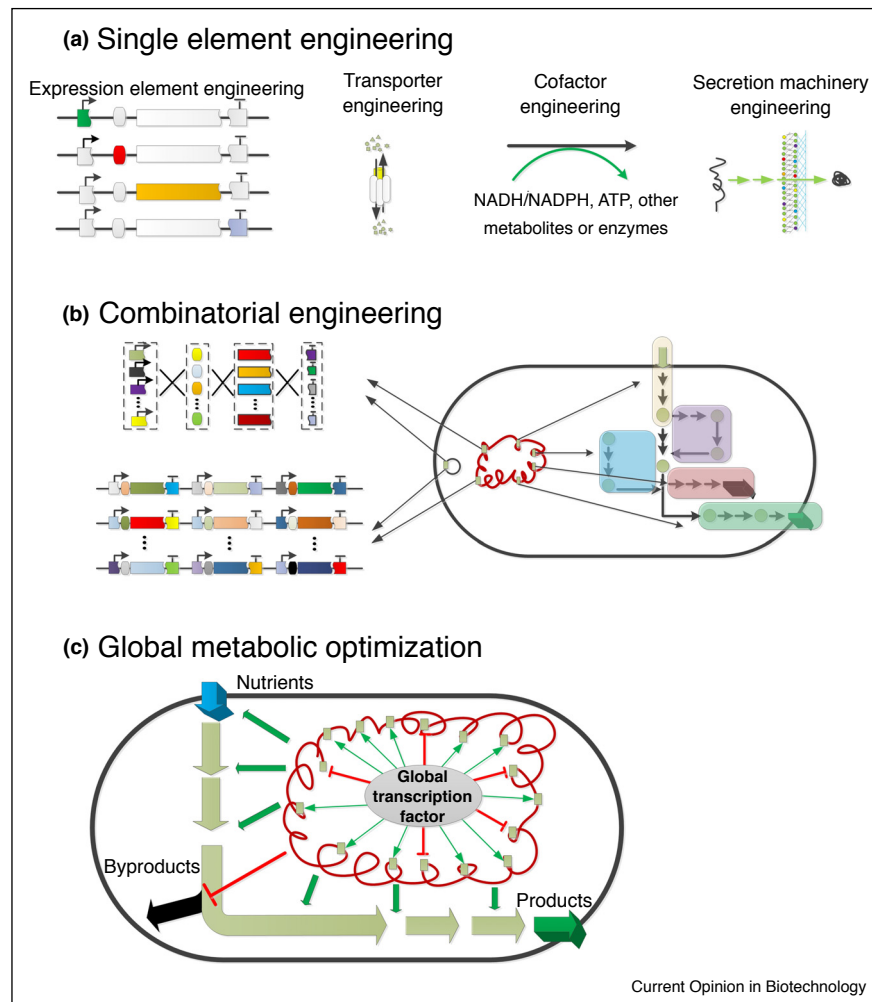 (a) Single element engineering
Expression element engineering
Transporter
engineering
Cofactor
engineering
NADH/NADPH, ATP, other
metabolites or enzymes
Secretion machinery
engineering
(b) Combinatorial engineering
(c) Global metabolic optimization
Nutrients
Global
transcription
factor
Byproducts
Products
Current Opinion in Biotechnology